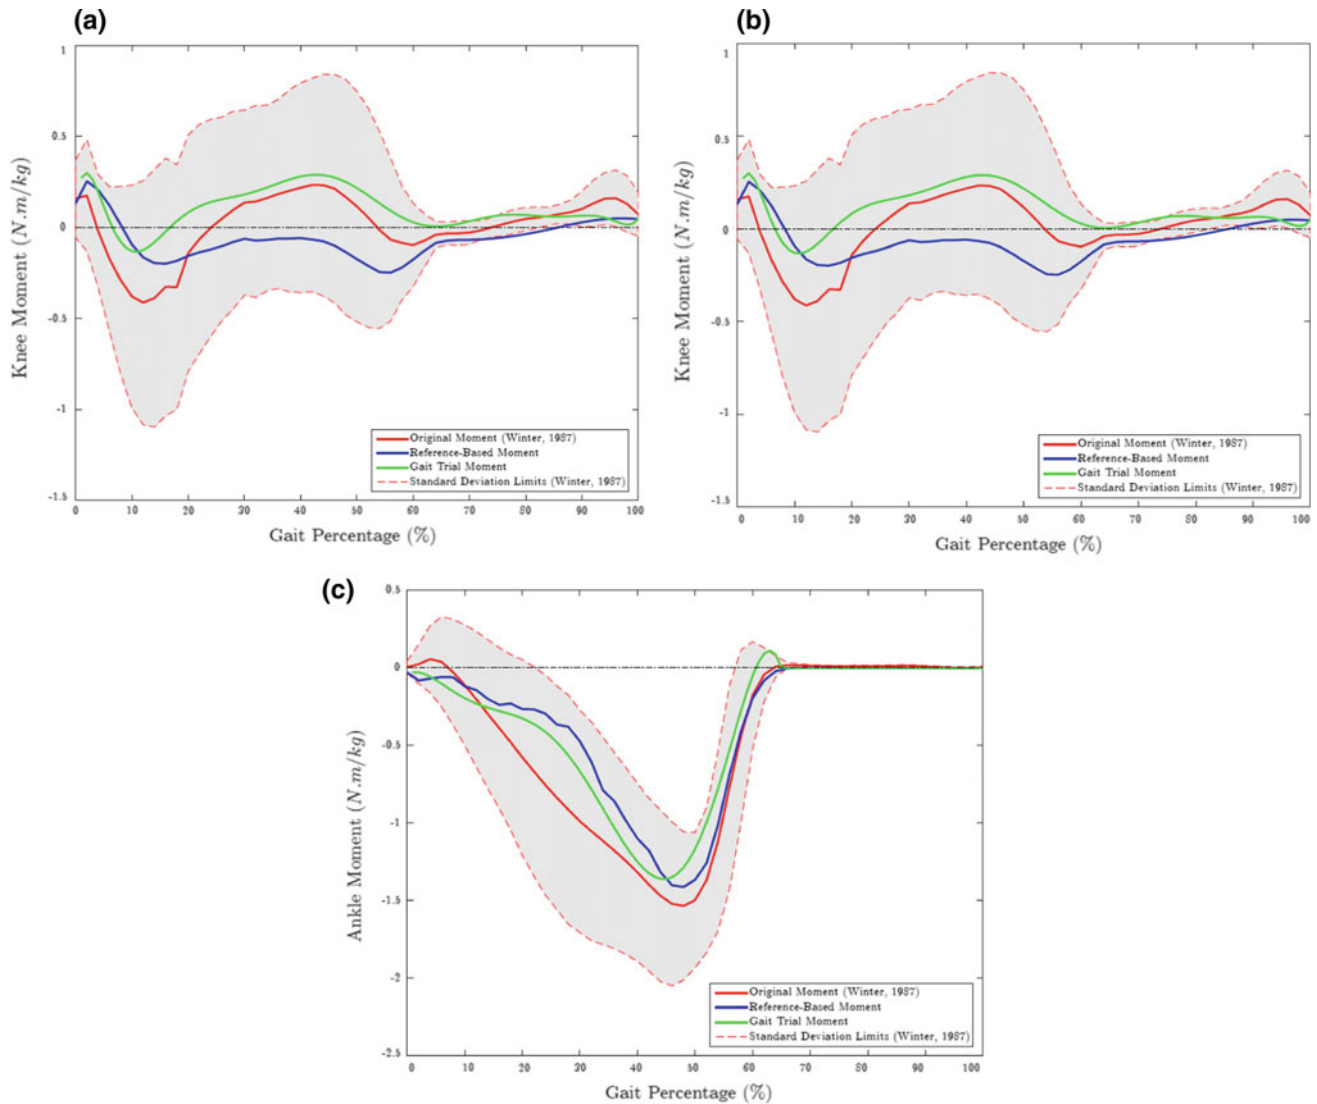 (a)
1
0.5
0
-0.5
-1
-1.5
Knee Moment (N.m/kg)
Original Moment (Winter, 1987)
Reference-Based Moment
Gait Trial Moment
Standard Deviation Limits (Winter, 1987)
0 10 20 30 40 50 60 70 80 90 100
Gait Percentage (%)
(b)
1
0.5
0
-0.5
-1
-1.5
Knee Moment (N.m/kg)
Original Moment (Winter, 1987)
Reference-Based Moment
Gait Trial Moment
Standard Deviation Limits (Winter, 1987)
0 10 20 30 40 50 60 70 80 90 100
Gait Percentage (%)
(c)
0.5
0
-0.5
-1
-1.5
-2
-2.5
Ankle Moment (N.m/kg)
Original Moment (Winter, 1987)
Reference-Based Moment
Gait Trial Moment
Standard Deviation Limits (Winter, 1987)
0 10 20 30 40 50 60 70 80 90 100
Gait Percentage (%)